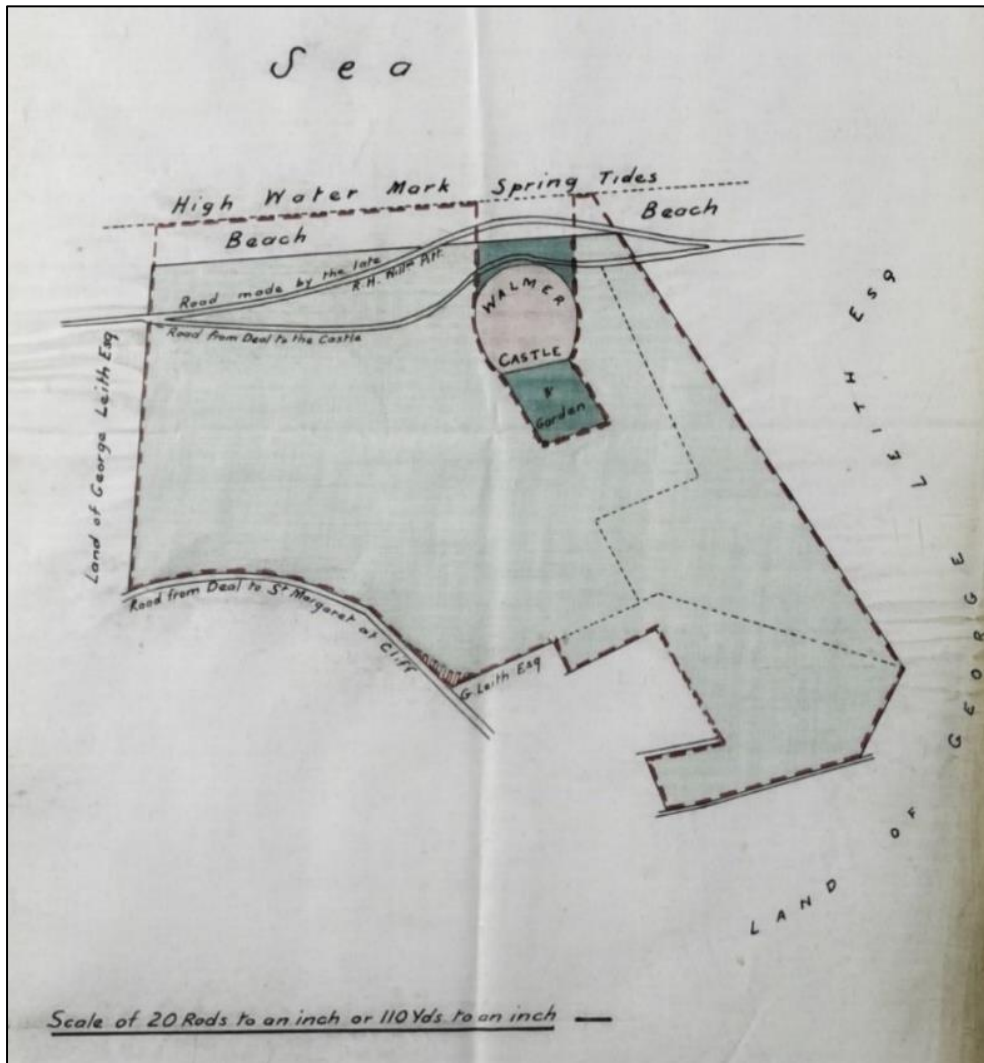 Sea
High Water Mark Spring Tides
Beach
Beach
Road made by the late
R.H. Willm Pitt.
Road from Deal to the Castle
WALMER
CASTLE
&
Garden
Land of George Leith Esq
Road from Deal to St Margaret at Cliff
G. Leith Esq
LAND OF GEORGE LEITH ESQ
Scale of 20 Rods to an inch or 110 Yds to an inch